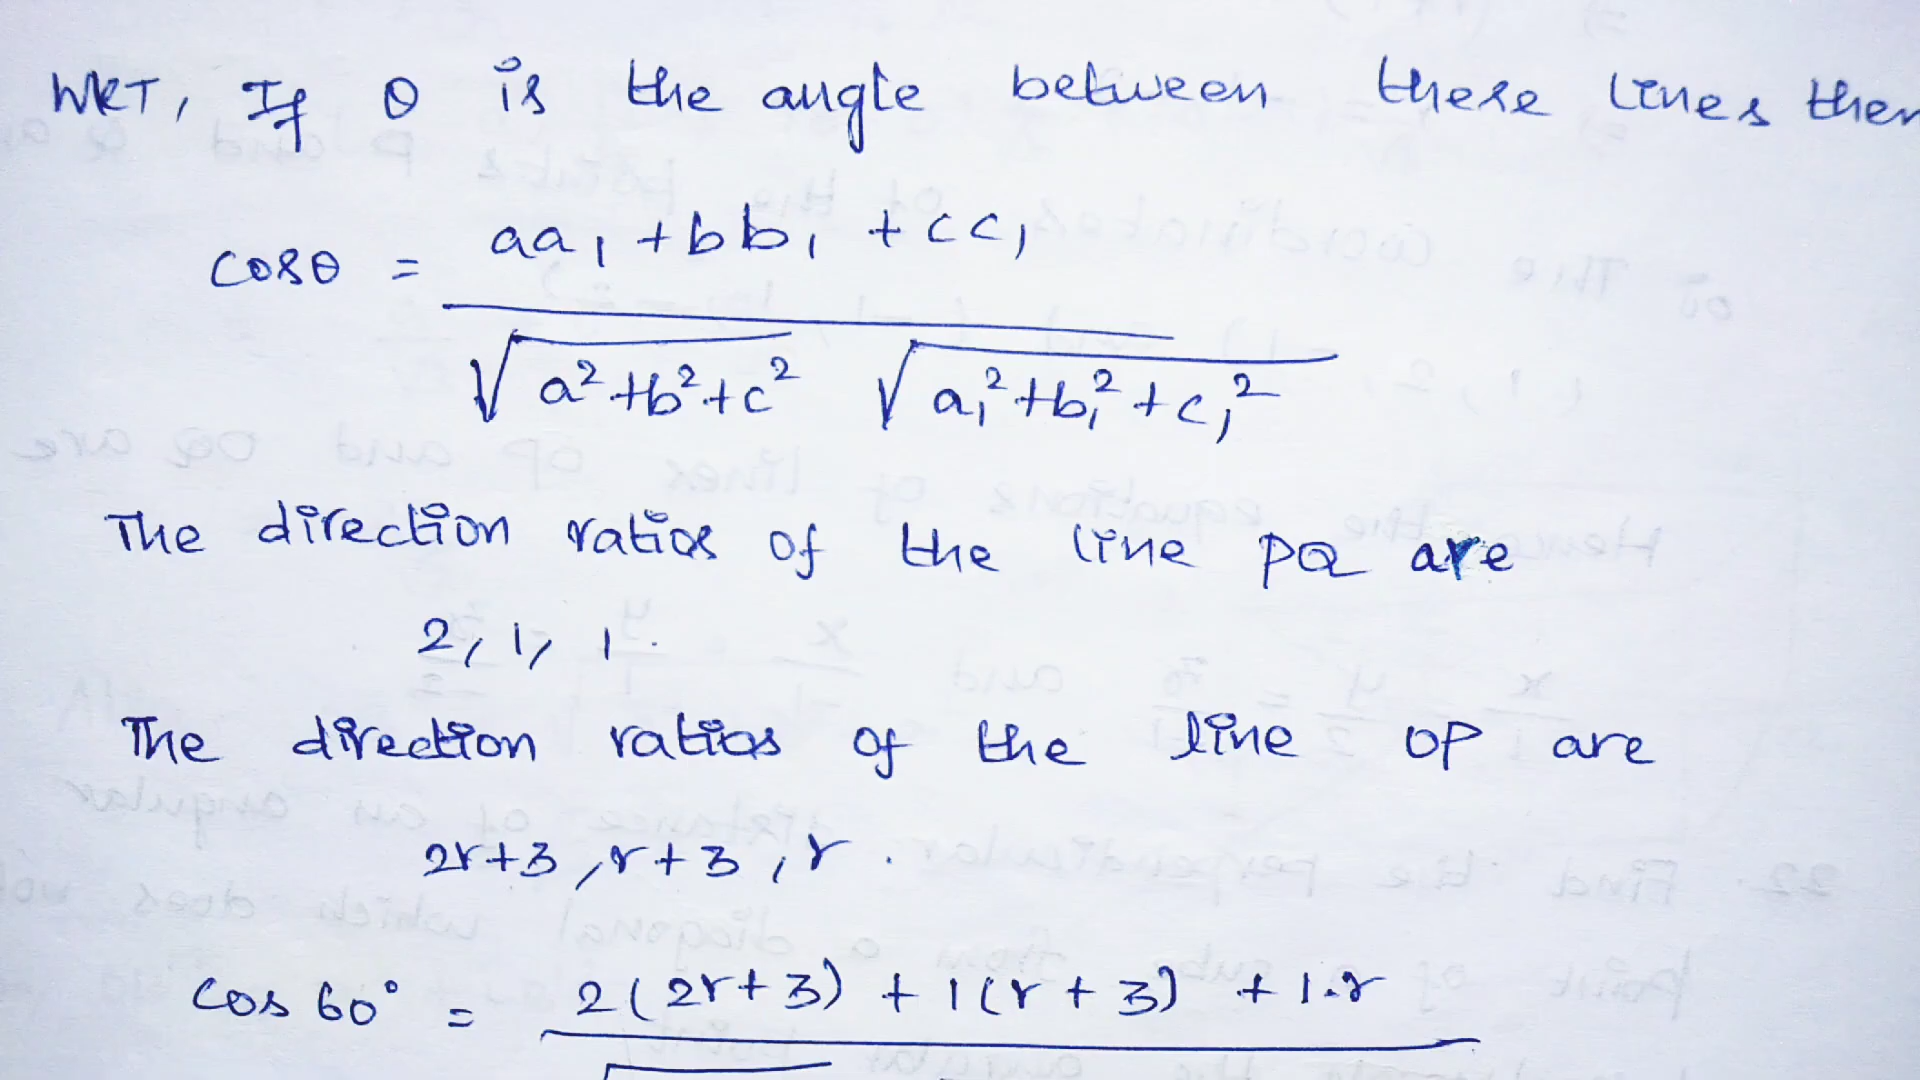 WKT, If θ is the angle between these lines then
cosθ = aa₁ + bb₁ + cc₁
√a²+b²+c² √a₁²+b₁²+c₁²
The direction ratios of the line PQ are
2, 1, 1.
The direction ratios of the line OP are
2r+3, r+3, r.
cos 60° = 2(2r+3) + 1(r+3) + 1.r